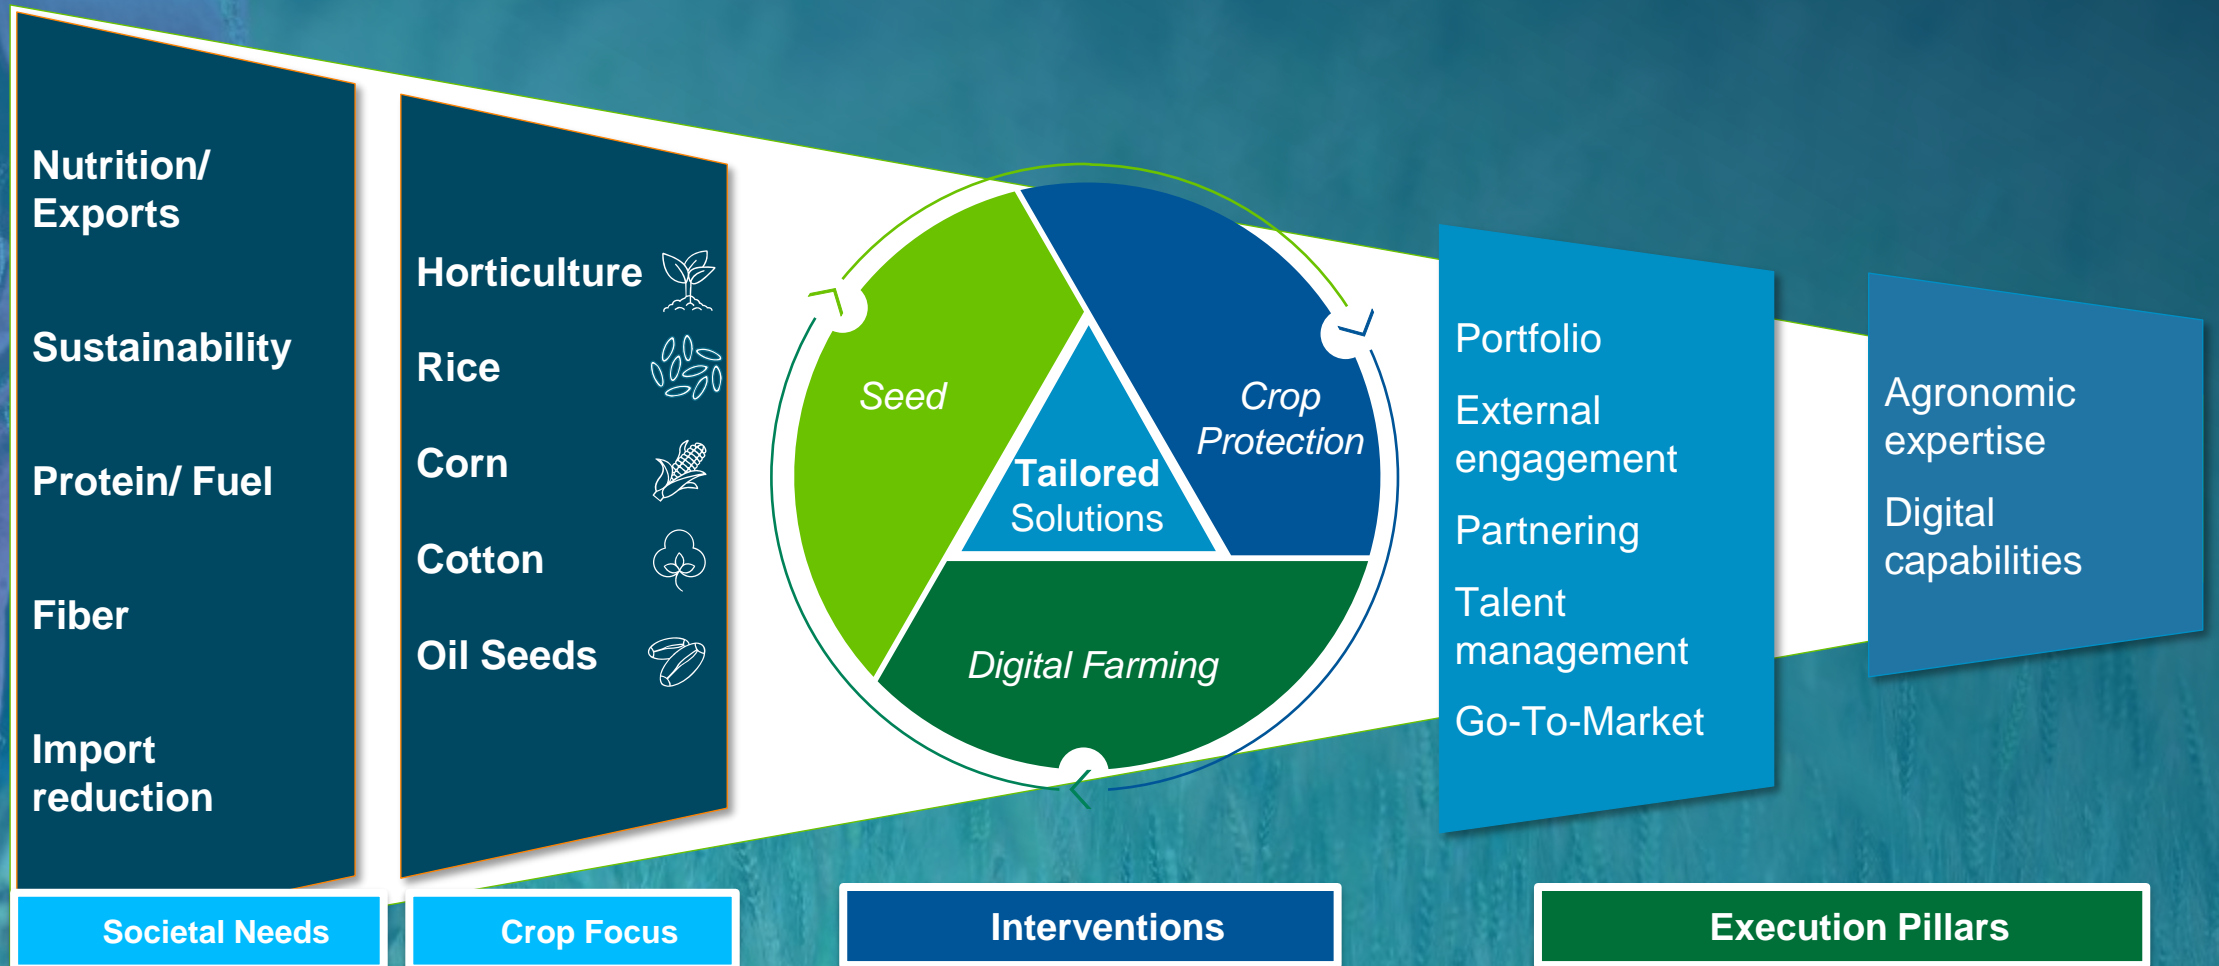 Nutrition/
Exports
Sustainability
Protein/ Fuel
Fiber
Import
reduction
Horticulture
Rice
Corn
Cotton
Oil Seeds
Seed
Crop
Protection
Tailored
Solutions
Digital Farming
Portfolio
External
engagement
Partnering
Talent
management
Go-To-Market
Agronomic
expertise
Digital
capabilities
Societal Needs
Crop Focus
Interventions
Execution Pillars